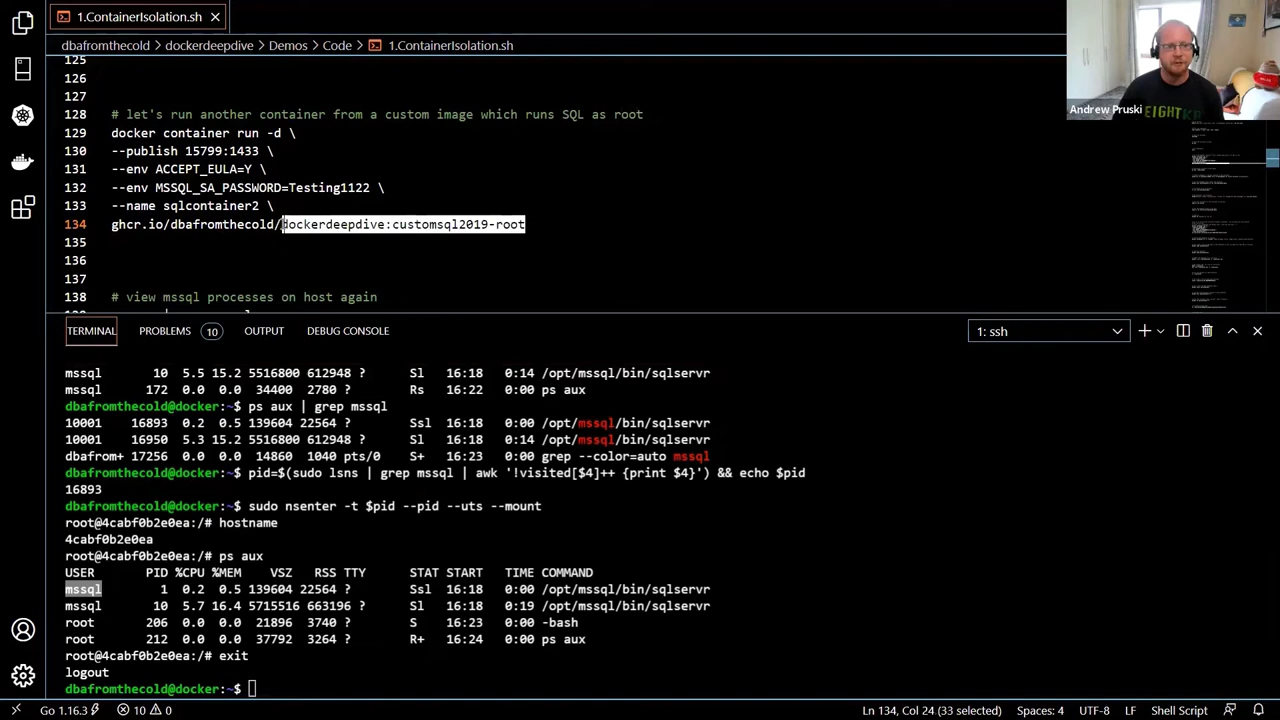 1.ContainerIsolation.sh
dbafromthecold > dockerdeepdive > Demos > Code > 1.ContainerIsolation.sh
Andrew Pruski
125
126
127
128 # let's run another container from a custom image which runs SQL as root
129 docker container run -d \
130 --publish 15799:1433 \
131 --env ACCEPT_EULA=Y \
132 --env MSSQL_SA_PASSWORD=Testing1122 \
133 --name sqlcontainer2 \
134 ghcr.io/dbafromthecold/dockerdeepdive:custommsql2019-root
135
136
137
138 # view mssql processes on host again
TERMINAL PROBLEMS 10 OUTPUT DEBUG CONSOLE 1: ssh
mssql 10 5.5 15.2 5516800 612948 ? Sl 16:18 0:14 /opt/mssql/bin/sqlservr
mssql 172 0.0 0.0 34400 2780 ? Rs 16:22 0:00 ps aux
dbafromthecold@docker:~$ ps aux | grep mssql
10001 16893 0.2 0.5 139604 22564 ? Ssl 16:18 0:00 /opt/mssql/bin/sqlservr
10001 16950 5.3 15.2 5516800 612948 ? Sl 16:18 0:14 /opt/mssql/bin/sqlservr
dbafrom+ 17256 0.0 0.0 14860 1040 pts/0 S+ 16:23 0:00 grep --color=auto mssql
dbafromthecold@docker:~$ pid=$(sudo lsns | grep mssql | awk '!visited[$4]++ {print $4}') && echo $pid
16893
dbafromthecold@docker:~$ sudo nsenter -t $pid --pid --uts --mount
root@4cabf0b2e0ea:/# hostname
4cabf0b2e0ea
root@4cabf0b2e0ea:/# ps aux
USER PID %CPU %MEM VSZ RSS TTY STAT START TIME COMMAND
mssql 1 0.2 0.5 139604 22564 ? Ssl 16:18 0:00 /opt/mssql/bin/sqlservr
mssql 10 5.7 16.4 5715516 663196 ? Sl 16:18 0:19 /opt/mssql/bin/sqlservr
root 206 0.0 0.0 21896 3740 ? S 16:23 0:00 -bash
root 212 0.0 0.0 37792 3264 ? R+ 16:24 0:00 ps aux
root@4cabf0b2e0ea:/# exit
logout
dbafromthecold@docker:~$
Go 1.16.3 10 0 Ln 134, Col 24 (33 selected) Spaces: 4 UTF-8 LF Shell Script